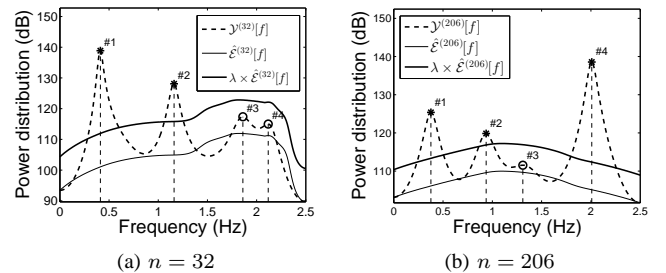 Power distribution (dB)
150
140
130
120
110
100
90
0
0.5
1
1.5
2
2.5
Frequency (Hz)
#1
#2
#3
#4
𝒴^(32)[f]
ℰ̂^(32)[f]
λ × ℰ̂^(32)[f]
(a) n = 32
Power distribution (dB)
150
140
130
120
110
100
0
0.5
1
1.5
2
2.5
Frequency (Hz)
#1
#2
#3
#4
𝒴^(206)[f]
ℰ̂^(206)[f]
λ × ℰ̂^(206)[f]
(b) n = 206